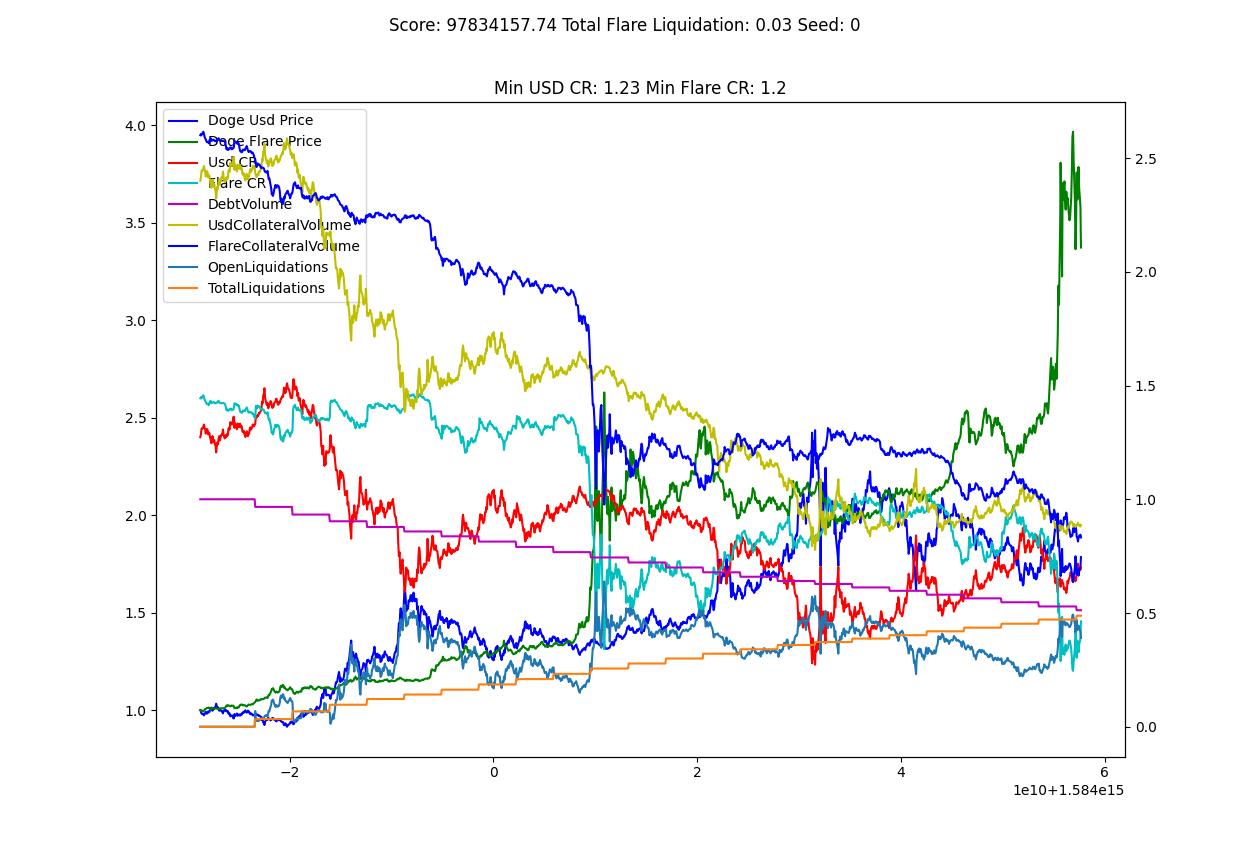 Score: 97834157.74 Total Flare Liquidation: 0.03 Seed: 0
Min USD CR: 1.23 Min Flare CR: 1.2
Doge Usd Price
Doge Flare Price
Usd CR
Flare CR
DebtVolume
UsdCollateralVolume
FlareCollateralVolume
OpenLiquidations
TotalLiquidations
4.0
3.5
3.0
2.5
2.0
1.5
1.0
2.5
2.0
1.5
1.0
0.5
0.0
−2 0 2 4 6
1e10+1.584e15